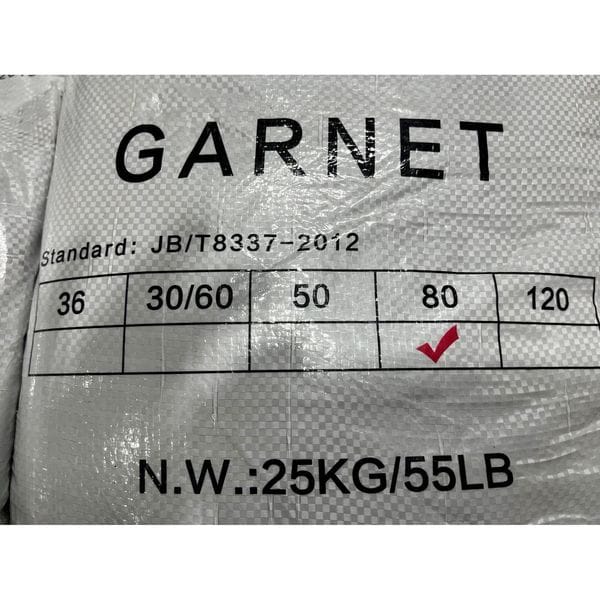 GARNET
Standard: JB/T8337-2012
36 30/60 50 80 120
N.W.:25KG/55LB